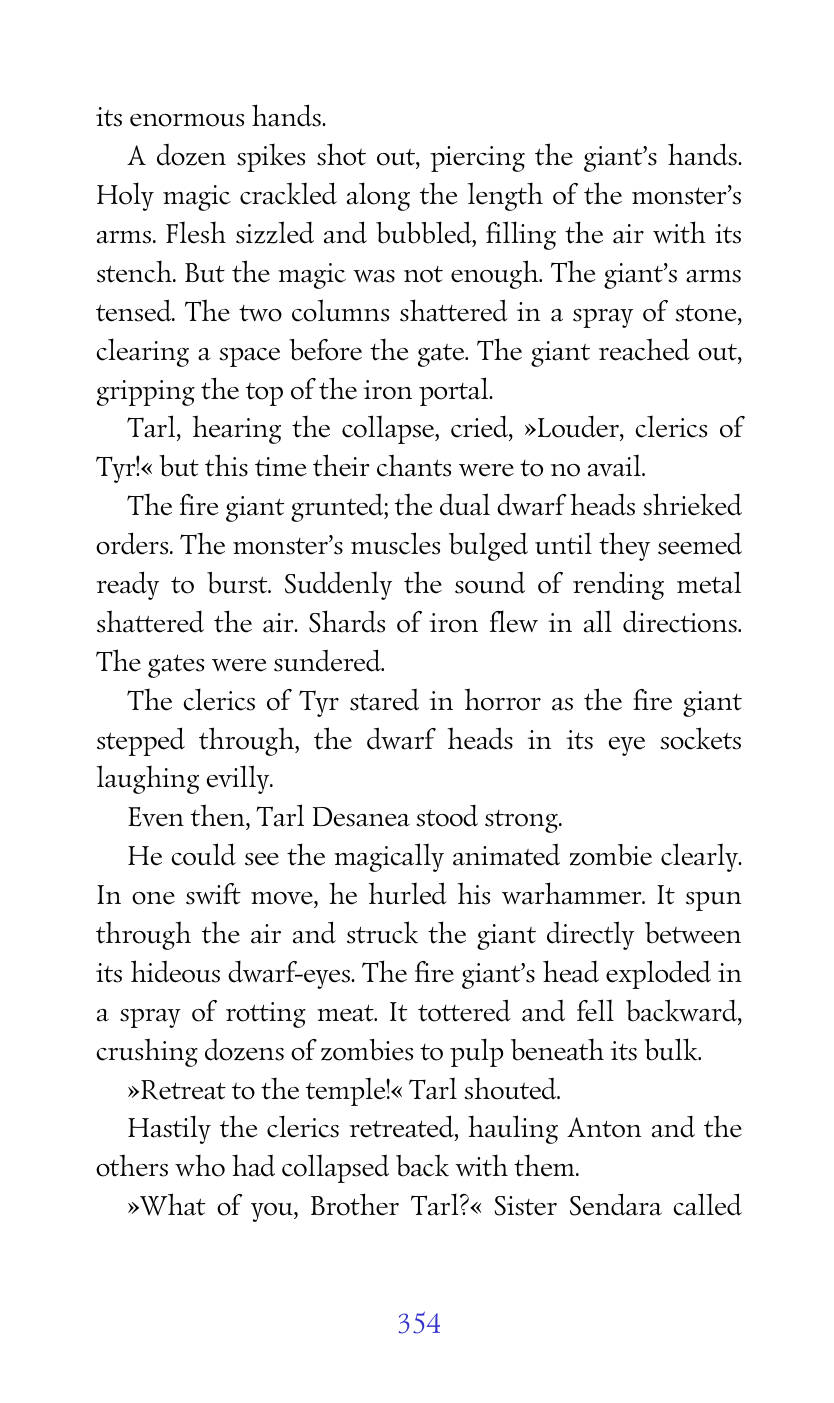 its enormous hands.
A dozen spikes shot out, piercing the giant’s hands.
Holy magic crackled along the length of the monster’s
arms. Flesh sizzled and bubbled, filling the air with its
stench. But the magic was not enough. The giant’s arms
tensed. The two columns shattered in a spray of stone,
clearing a space before the gate. The giant reached out,
gripping the top of the iron portal.
Tarl, hearing the collapse, cried, »Louder, clerics of
Tyr!« but this time their chants were to no avail.
The fire giant grunted; the dual dwarf heads shrieked
orders. The monster’s muscles bulged until they seemed
ready to burst. Suddenly the sound of rending metal
shattered the air. Shards of iron flew in all directions.
The gates were sundered.
The clerics of Tyr stared in horror as the fire giant
stepped through, the dwarf heads in its eye sockets
laughing evilly.
Even then, Tarl Desanea stood strong.
He could see the magically animated zombie clearly.
In one swift move, he hurled his warhammer. It spun
through the air and struck the giant directly between
its hideous dwarf-eyes. The fire giant’s head exploded in
a spray of rotting meat. It tottered and fell backward,
crushing dozens of zombies to pulp beneath its bulk.
»Retreat to the temple!« Tarl shouted.
Hastily the clerics retreated, hauling Anton and the
others who had collapsed back with them.
»What of you, Brother Tarl?« Sister Sendara called
354